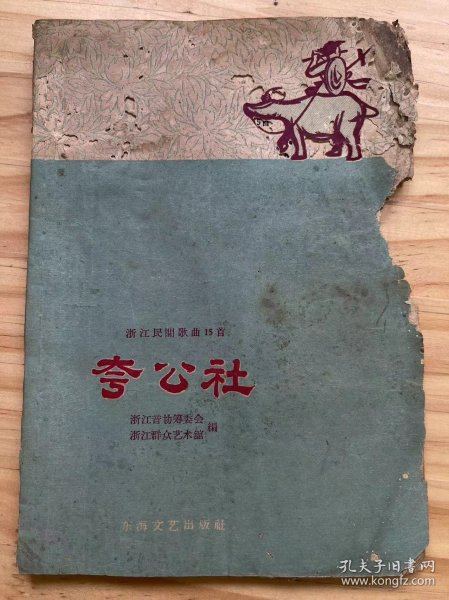 浙江民間歌曲15首
夸公社
浙江音协筹委会
浙江群众艺术館
編
东海文艺出版社
孔夫子旧书网
www.kongfz.com